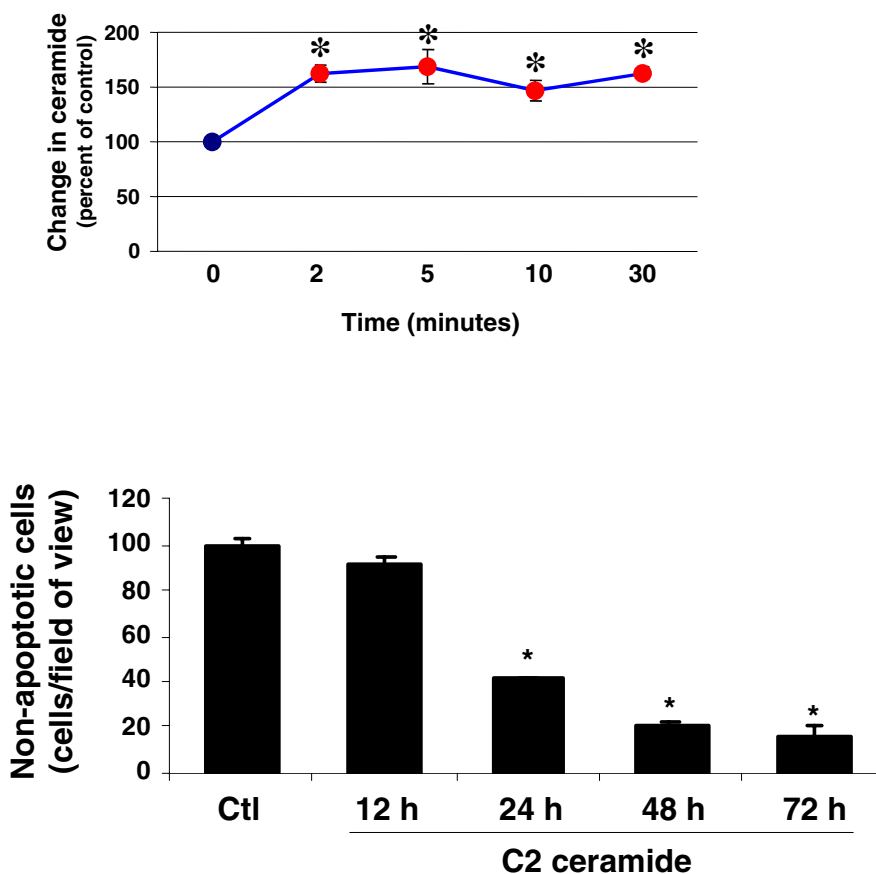 Change in ceramide
(percent of control)
200
150
100
50
0
* * * *
0 2 5 10 30
Time (minutes)
Non-apoptotic cells
(cells/field of view)
120
100
80
60
40
20
0
* * *
Ctl 12 h 24 h 48 h 72 h
C2 ceramide